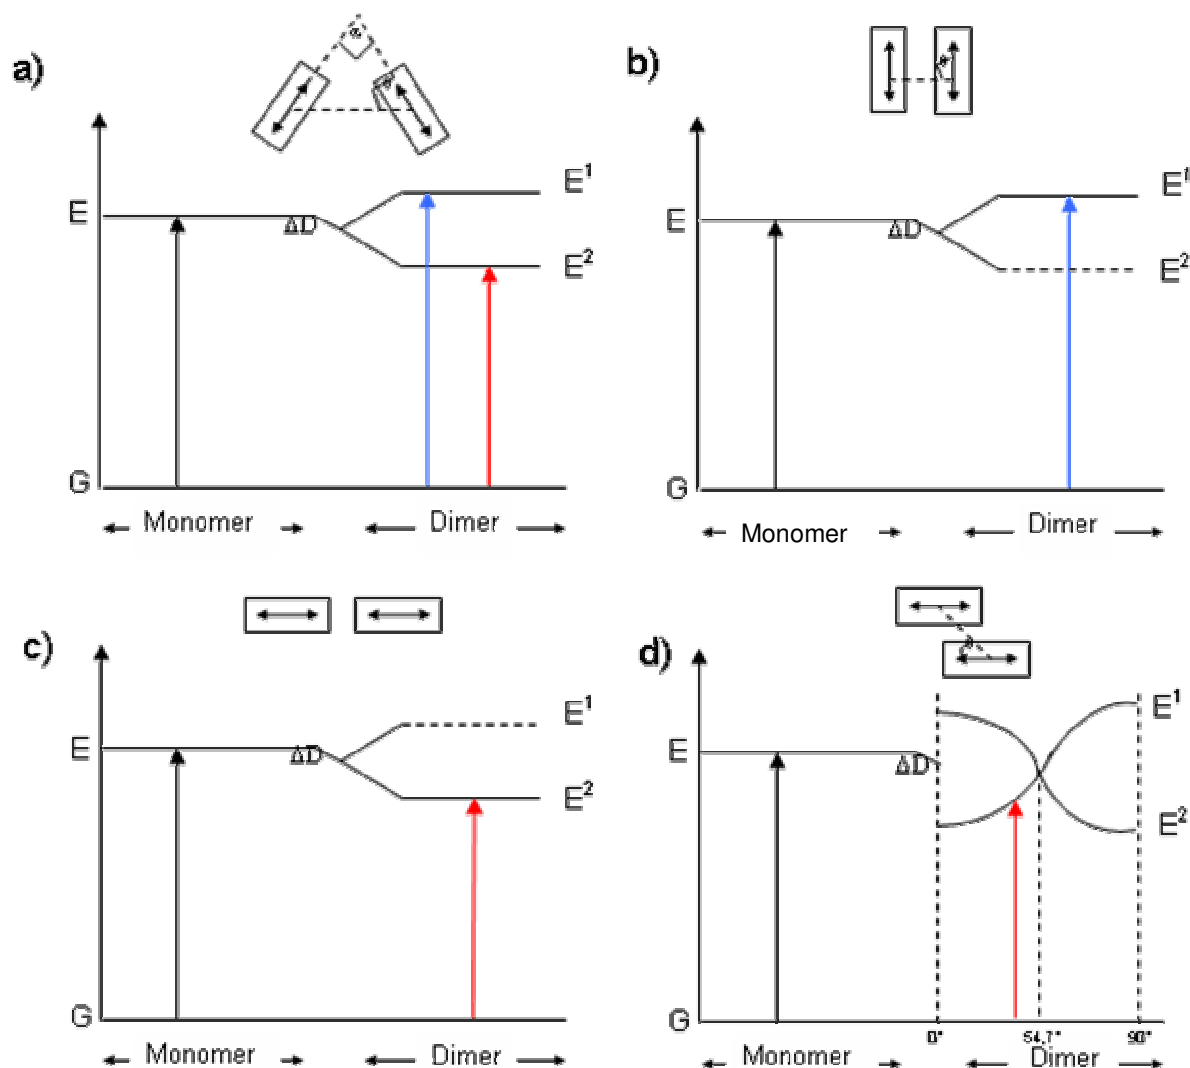 a)
E
ΔD
E¹
E²
G
Monomer
Dimer
b)
E
ΔD
E¹
E²
G
Monomer
Dimer
c)
E
ΔD
E¹
E²
G
Monomer
Dimer
d)
E
ΔD
E¹
E²
G
0° 54,7° 90°
Monomer
Dimer